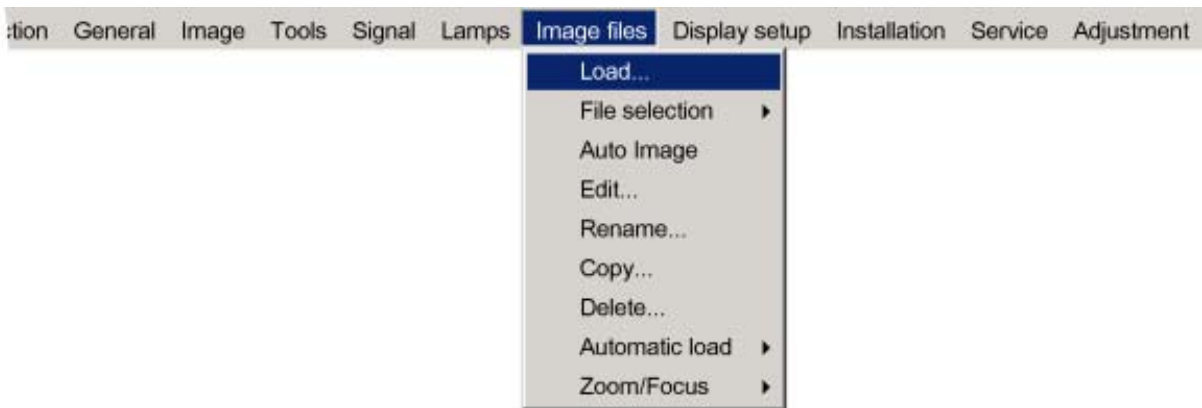 tion General Image Tools Signal Lamps Image files Display setup Installation Service Adjustment
Load...
File selection
Auto Image
Edit...
Rename...
Copy...
Delete...
Automatic load
Zoom/Focus